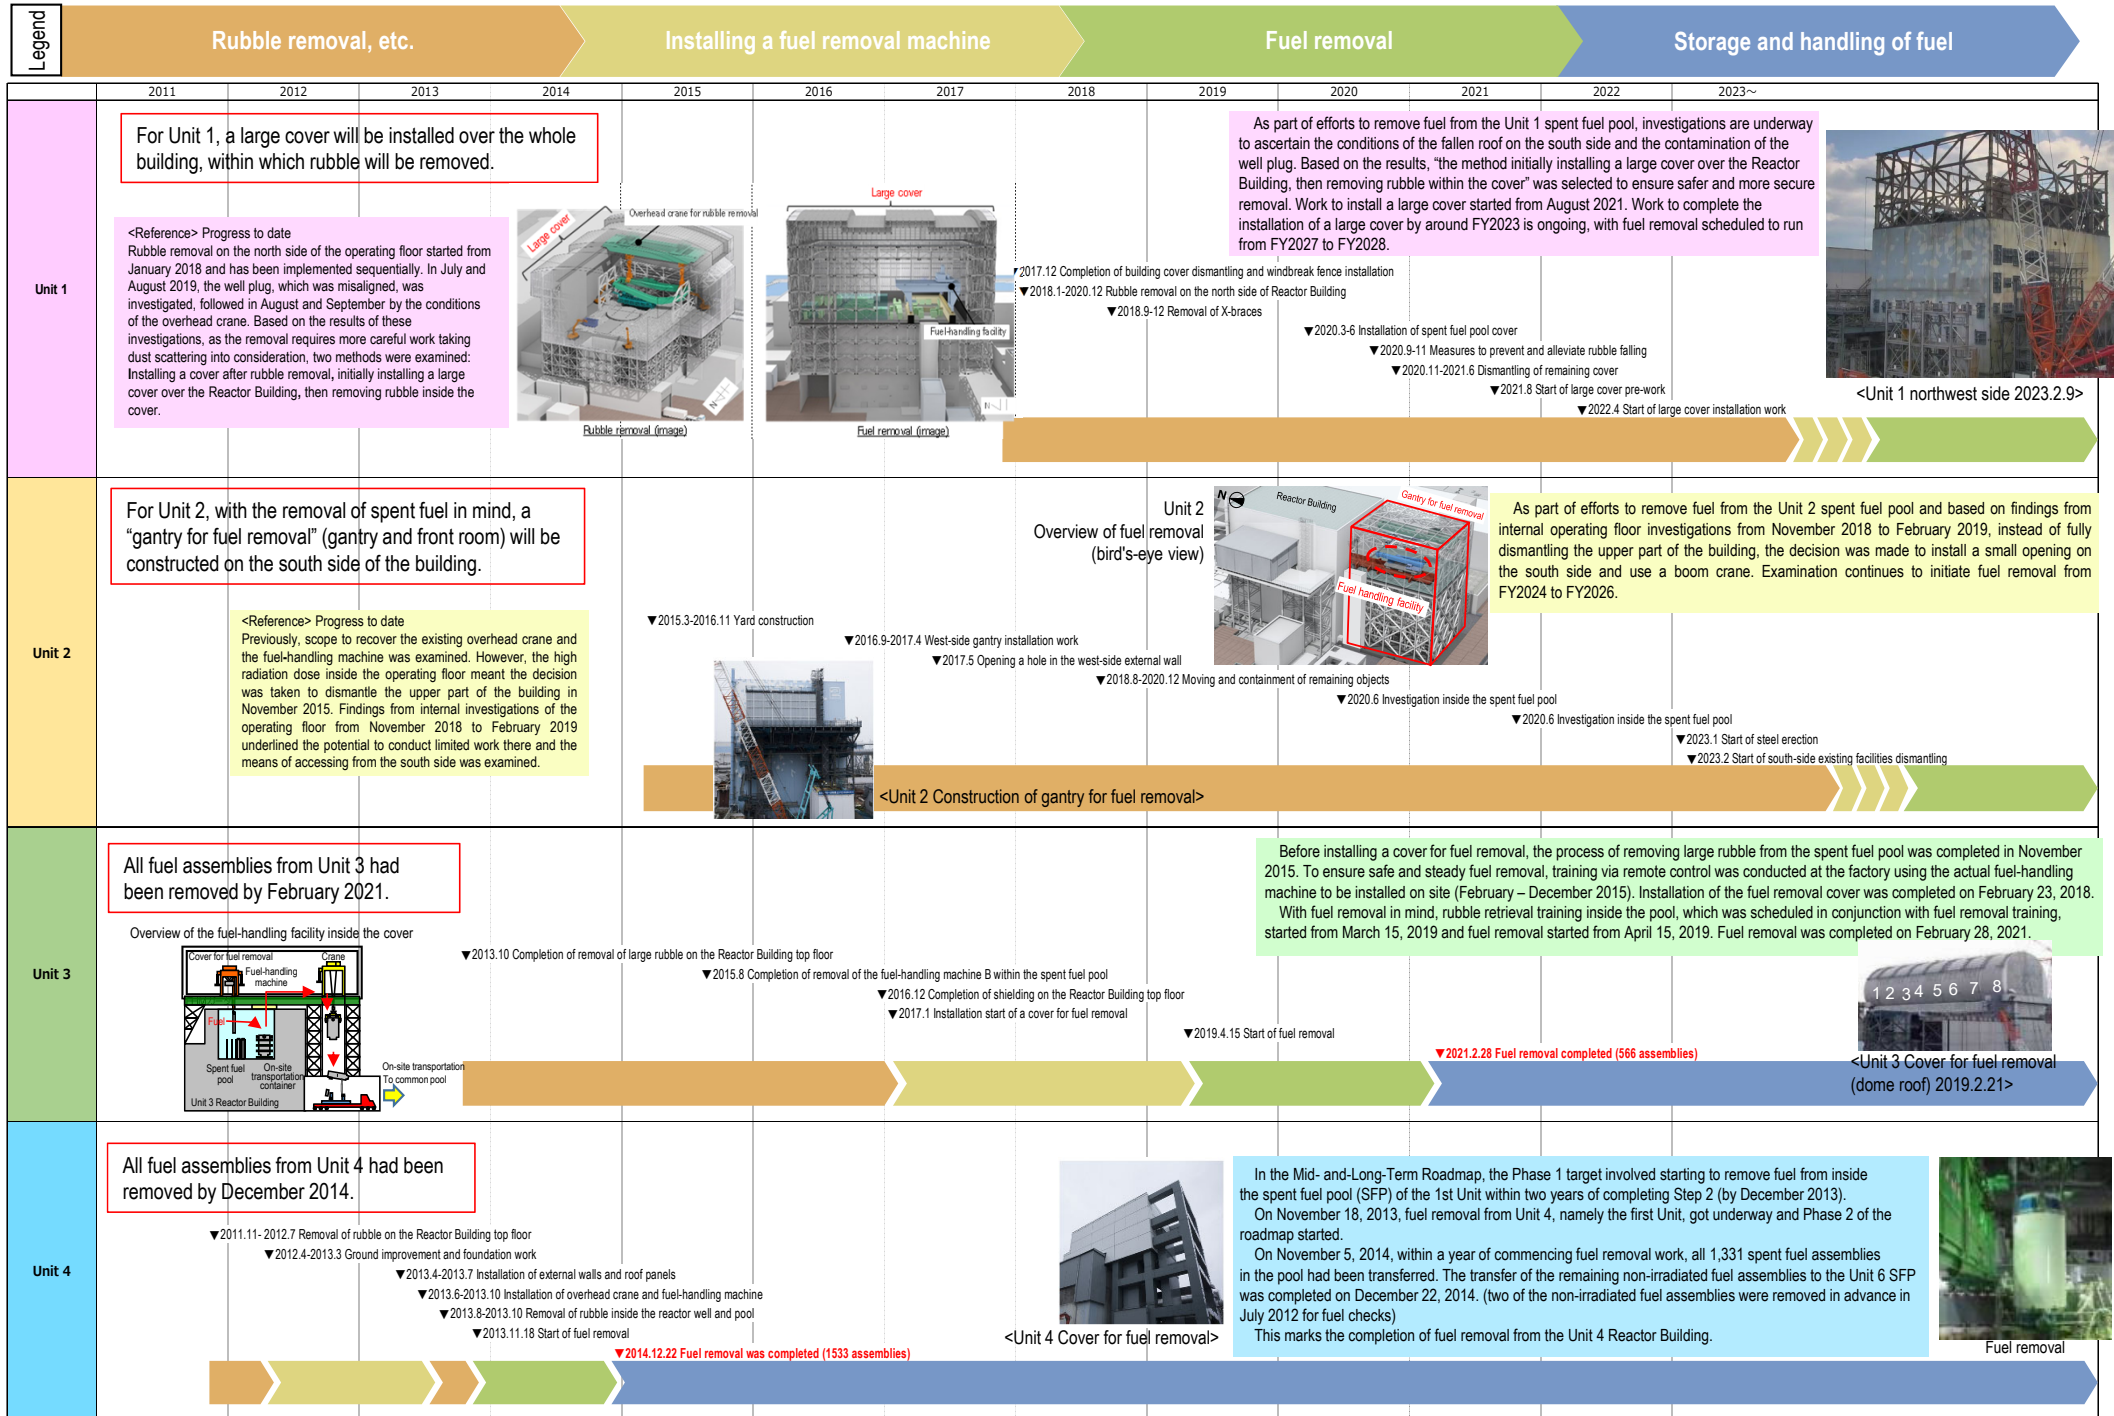 Legend
Rubble removal, etc.
Installing a fuel removal machine
Fuel removal
Storage and handling of fuel
2011 2012 2013 2014 2015 2016 2017 2018 2019 2020 2021 2022 2023～
Unit 1
For Unit 1, a large cover will be installed over the whole
building, within which rubble will be removed.
<Reference> Progress to date
Rubble removal on the north side of the operating floor started from
January 2018 and has been implemented sequentially. In July and
August 2019, the well plug, which was misaligned, was
investigated, followed in August and September by the conditions
of the overhead crane. Based on the results of these
investigations, as the removal requires more careful work taking
dust scattering into consideration, two methods were examined:
Installing a cover after rubble removal, initially installing a large
cover over the Reactor Building, then removing rubble inside the
cover.
Large cover
Overhead crane for rubble removal
N
Rubble removal (image)
Large cover
Fuel-handling facility
N
Fuel removal (image)
As part of efforts to remove fuel from the Unit 1 spent fuel pool, investigations are underway
to ascertain the conditions of the fallen roof on the south side and the contamination of the
well plug. Based on the results, “the method initially installing a large cover over the Reactor
Building, then removing rubble within the cover” was selected to ensure safer and more secure
removal. Work to install a large cover started from August 2021. Work to complete the
installation of a large cover by around FY2023 is ongoing, with fuel removal scheduled to run
from FY2027 to FY2028.
▼2017.12 Completion of building cover dismantling and windbreak fence installation
▼2018.1-2020.12 Rubble removal on the north side of Reactor Building
▼2018.9-12 Removal of X-braces
▼2020.3-6 Installation of spent fuel pool cover
▼2020.9-11 Measures to prevent and alleviate rubble falling
▼2020.11-2021.6 Dismantling of remaining cover
▼2021.8 Start of large cover pre-work
▼2022.4 Start of large cover installation work
<Unit 1 northwest side 2023.2.9>
Unit 2
For Unit 2, with the removal of spent fuel in mind, a
“gantry for fuel removal” (gantry and front room) will be
constructed on the south side of the building.
<Reference> Progress to date
Previously, scope to recover the existing overhead crane and
the fuel-handling machine was examined. However, the high
radiation dose inside the operating floor meant the decision
was taken to dismantle the upper part of the building in
November 2015. Findings from internal investigations of the
operating floor from November 2018 to February 2019
underlined the potential to conduct limited work there and the
means of accessing from the south side was examined.
Unit 2
Overview of fuel removal
(bird's-eye view)
N
Reactor Building
Gantry for fuel removal
Fuel handling facility
As part of efforts to remove fuel from the Unit 2 spent fuel pool and based on findings from
internal operating floor investigations from November 2018 to February 2019, instead of fully
dismantling the upper part of the building, the decision was made to install a small opening on
the south side and use a boom crane. Examination continues to initiate fuel removal from
FY2024 to FY2026.
▼2015.3-2016.11 Yard construction
▼2016.9-2017.4 West-side gantry installation work
▼2017.5 Opening a hole in the west-side external wall
▼2018.8-2020.12 Moving and containment of remaining objects
▼2020.6 Investigation inside the spent fuel pool
▼2020.6 Investigation inside the spent fuel pool
▼2023.1 Start of steel erection
▼2023.2 Start of south-side existing facilities dismantling
<Unit 2 Construction of gantry for fuel removal>
Unit 3
All fuel assemblies from Unit 3 had
been removed by February 2021.
Overview of the fuel-handling facility inside the cover
Cover for fuel removal
Crane
Fuel-handling
machine
Fuel
Spent fuel
pool
On-site
transportation
container
Unit 3 Reactor Building
On-site transportation
To common pool
Before installing a cover for fuel removal, the process of removing large rubble from the spent fuel pool was completed in November
2015. To ensure safe and steady fuel removal, training via remote control was conducted at the factory using the actual fuel-handling
machine to be installed on site (February – December 2015). Installation of the fuel removal cover was completed on February 23, 2018.
With fuel removal in mind, rubble retrieval training inside the pool, which was scheduled in conjunction with fuel removal training,
started from March 15, 2019 and fuel removal started from April 15, 2019. Fuel removal was completed on February 28, 2021.
▼2013.10 Completion of removal of large rubble on the Reactor Building top floor
▼2015.8 Completion of removal of the fuel-handling machine B within the spent fuel pool
▼2016.12 Completion of shielding on the Reactor Building top floor
▼2017.1 Installation start of a cover for fuel removal
▼2019.4.15 Start of fuel removal
▼2021.2.28 Fuel removal completed (566 assemblies)
1 2 3 4 5 6 7 8
<Unit 3 Cover for fuel removal
(dome roof) 2019.2.21>
Unit 4
All fuel assemblies from Unit 4 had been
removed by December 2014.
▼2011.11- 2012.7 Removal of rubble on the Reactor Building top floor
▼2012.4-2013.3 Ground improvement and foundation work
▼2013.4-2013.7 Installation of external walls and roof panels
▼2013.6-2013.10 Installation of overhead crane and fuel-handling machine
▼2013.8-2013.10 Removal of rubble inside the reactor well and pool
▼2013.11.18 Start of fuel removal
▼2014.12.22 Fuel removal was completed (1533 assemblies)
<Unit 4 Cover for fuel removal>
In the Mid- and-Long-Term Roadmap, the Phase 1 target involved starting to remove fuel from inside
the spent fuel pool (SFP) of the 1st Unit within two years of completing Step 2 (by December 2013).
On November 18, 2013, fuel removal from Unit 4, namely the first Unit, got underway and Phase 2 of the
roadmap started.
On November 5, 2014, within a year of commencing fuel removal work, all 1,331 spent fuel assemblies
in the pool had been transferred. The transfer of the remaining non-irradiated fuel assemblies to the Unit 6 SFP
was completed on December 22, 2014. (two of the non-irradiated fuel assemblies were removed in advance in
July 2012 for fuel checks)
This marks the completion of fuel removal from the Unit 4 Reactor Building.
Fuel removal